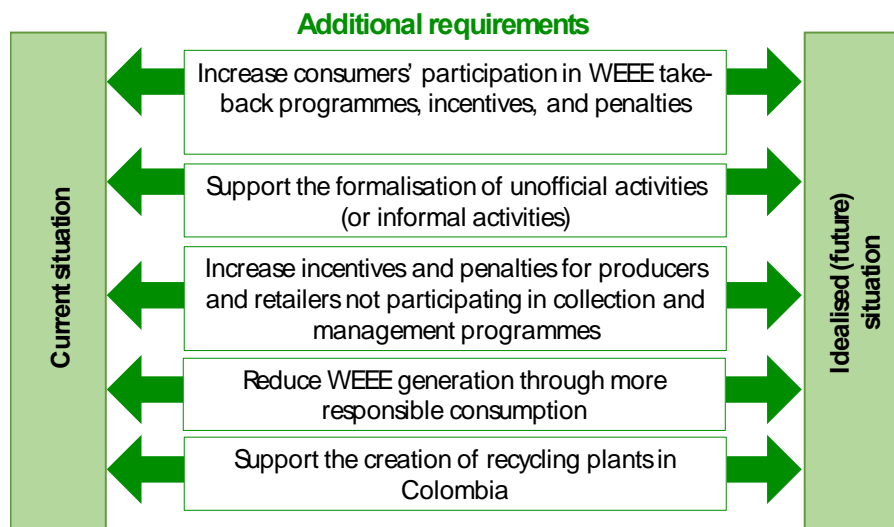 Additional requirements
Current situation
Increase consumers’ participation in WEEE take-
back programmes, incentives, and penalties
Support the formalisation of unofficial activities
(or informal activities)
Increase incentives and penalties for producers
and retailers not participating in collection and
management programmes
Reduce WEEE generation through more
responsible consumption
Support the creation of recycling plants in
Colombia
Idealised (future)
situation